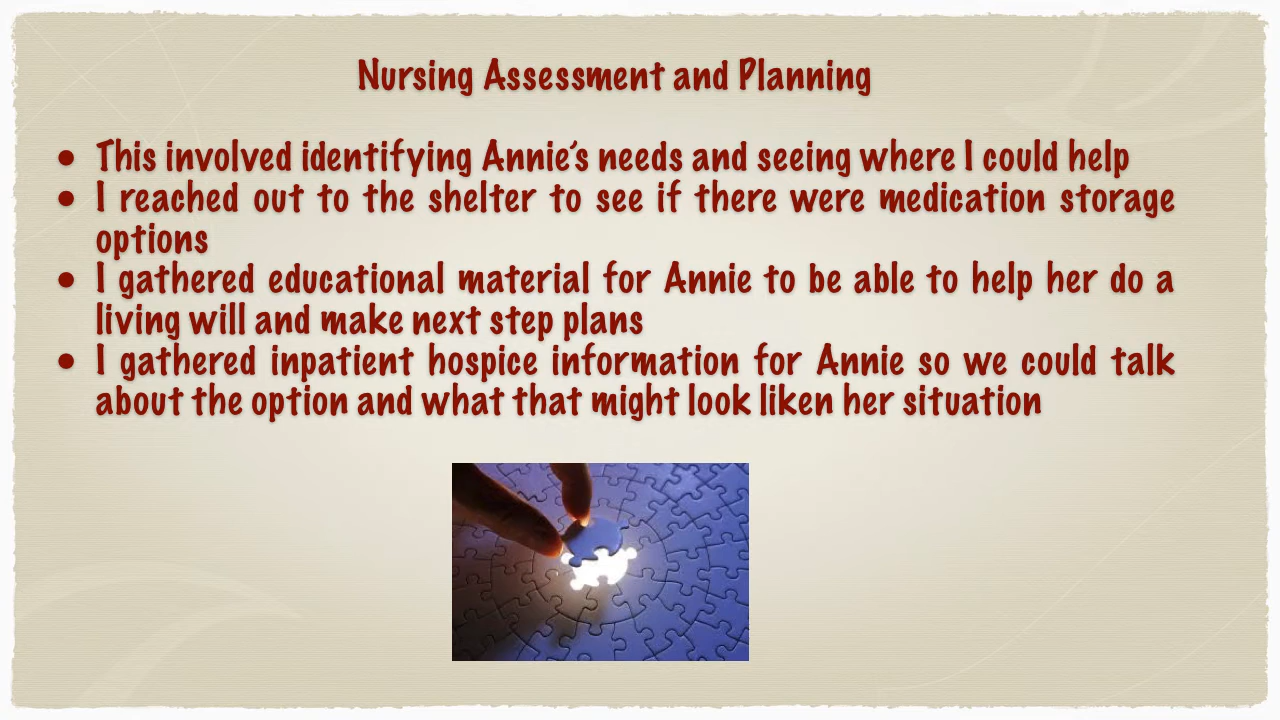 Nursing Assessment and Planning
• This involved identifying Annie's needs and seeing where I could help
• I reached out to the shelter to see if there were medication storage
options
• I gathered educational material for Annie to be able to help her do a
living will and make next step plans
• I gathered inpatient hospice information for Annie so we could talk
about the option and what that might look liken her situation